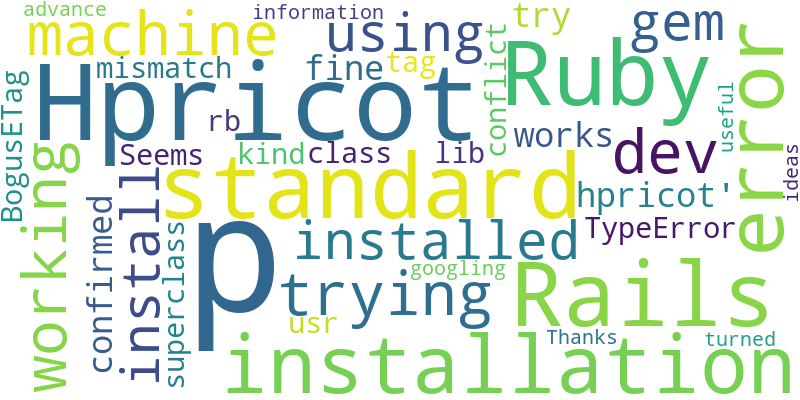 advance
information
machine
using
try
gem
error
mismatch
fine
tag
Hpricot
conflict
Ruby
useful
BogusETag
rb
works
dev
Seems
kind
class
lib
ideas
working
install
standard
hpricot'
confirmed
superclass
p
installed
TypeError
googling
trying
Rails
usr
installation
Thanks
turned